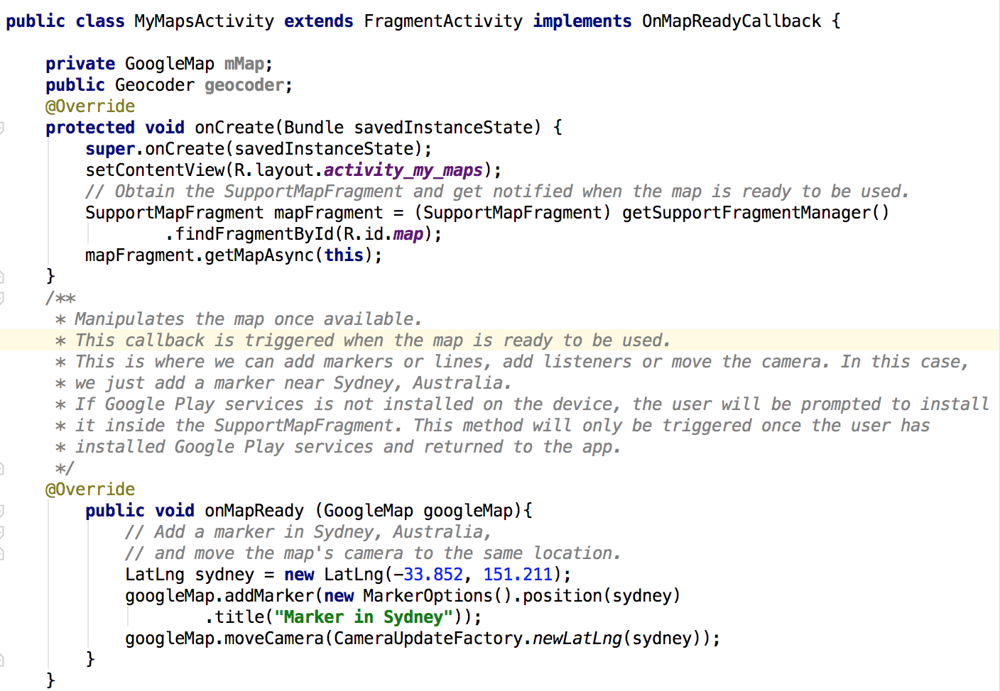 public class MyMapsActivity extends FragmentActivity implements OnMapReadyCallback {
private GoogleMap mMap;
public Geocoder geocoder;
@Override
protected void onCreate(Bundle savedInstanceState) {
super.onCreate(savedInstanceState);
setContentView(R.layout.activity_my_maps);
// Obtain the SupportMapFragment and get notified when the map is ready to be used.
SupportMapFragment mapFragment = (SupportMapFragment) getSupportFragmentManager()
.findFragmentById(R.id.map);
mapFragment.getMapAsync(this);
}
/**
* Manipulates the map once available.
* This callback is triggered when the map is ready to be used.
* This is where we can add markers or lines, add listeners or move the camera. In this case,
* we just add a marker near Sydney, Australia.
* If Google Play services is not installed on the device, the user will be prompted to install
* it inside the SupportMapFragment. This method will only be triggered once the user has
* installed Google Play services and returned to the app.
*/
@Override
public void onMapReady (GoogleMap googleMap){
// Add a marker in Sydney, Australia,
// and move the map's camera to the same location.
LatLng sydney = new LatLng(-33.852, 151.211);
googleMap.addMarker(new MarkerOptions().position(sydney)
.title("Marker in Sydney"));
googleMap.moveCamera(CameraUpdateFactory.newLatLng(sydney));
}
}